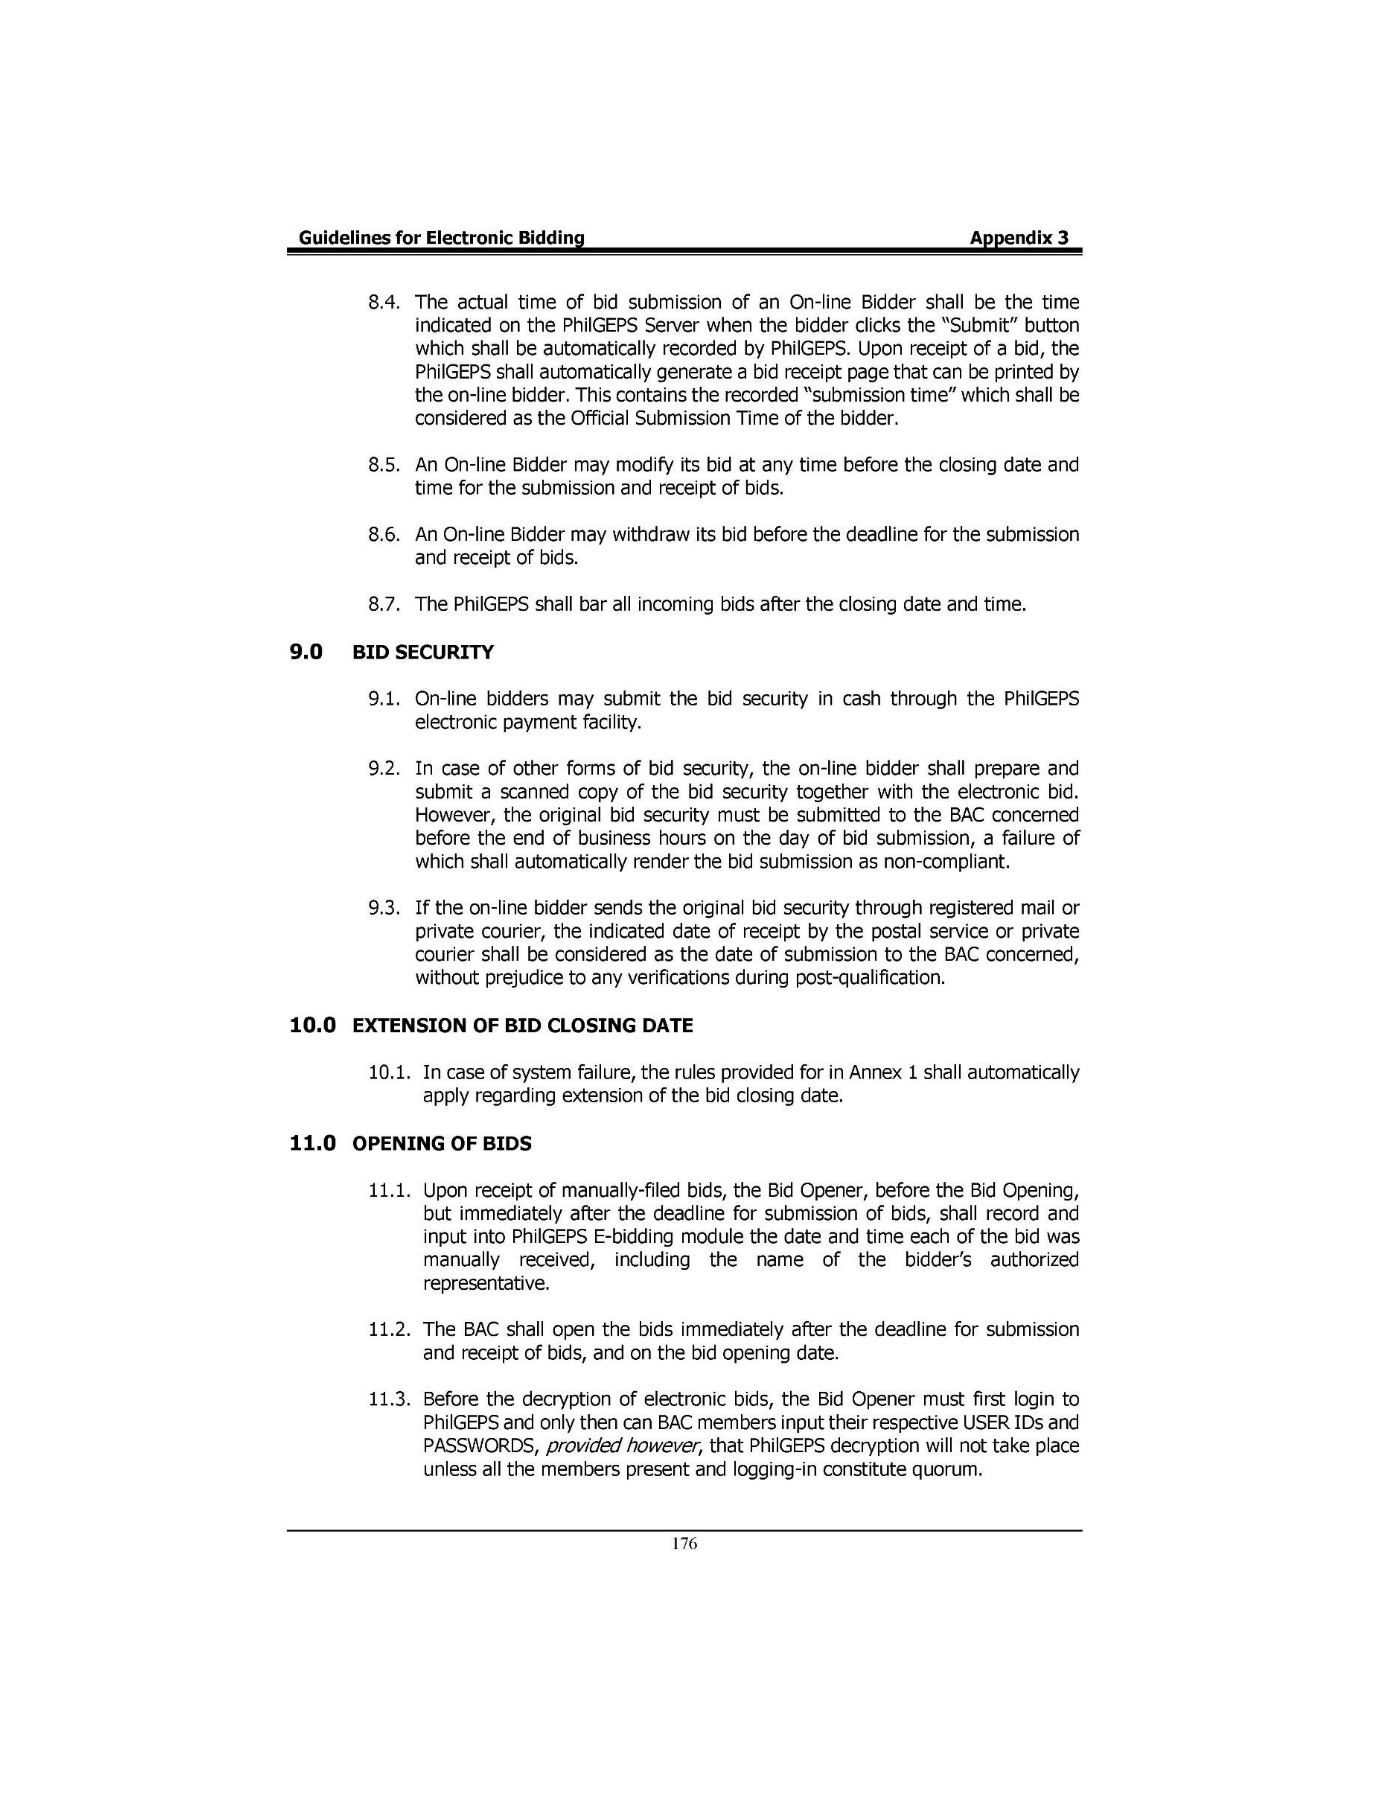 Guidelines for Electronic Bidding Appendix 3
8.4. The actual time of bid submission of an On-line Bidder shall be the time
indicated on the PhilGEPS Server when the bidder clicks the “Submit” button
which shall be automatically recorded by PhilGEPS. Upon receipt of a bid, the
PhilGEPS shall automatically generate a bid receipt page that can be printed by
the on-line bidder. This contains the recorded “submission time” which shall be
considered as the Official Submission Time of the bidder.
8.5. An On-line Bidder may modify its bid at any time before the closing date and
time for the submission and receipt of bids.
8.6. An On-line Bidder may withdraw its bid before the deadline for the submission
and receipt of bids.
8.7. The PhilGEPS shall bar all incoming bids after the closing date and time.
9.0 BID SECURITY
9.1. On-line bidders may submit the bid security in cash through the PhilGEPS
electronic payment facility.
9.2. In case of other forms of bid security, the on-line bidder shall prepare and
submit a scanned copy of the bid security together with the electronic bid.
However, the original bid security must be submitted to the BAC concerned
before the end of business hours on the day of bid submission, a failure of
which shall automatically render the bid submission as non-compliant.
9.3. If the on-line bidder sends the original bid security through registered mail or
private courier, the indicated date of receipt by the postal service or private
courier shall be considered as the date of submission to the BAC concerned,
without prejudice to any verifications during post-qualification.
10.0 EXTENSION OF BID CLOSING DATE
10.1. In case of system failure, the rules provided for in Annex 1 shall automatically
apply regarding extension of the bid closing date.
11.0 OPENING OF BIDS
11.1. Upon receipt of manually-filed bids, the Bid Opener, before the Bid Opening,
but immediately after the deadline for submission of bids, shall record and
input into PhilGEPS E-bidding module the date and time each of the bid was
manually received, including the name of the bidder’s authorized
representative.
11.2. The BAC shall open the bids immediately after the deadline for submission
and receipt of bids, and on the bid opening date.
11.3. Before the decryption of electronic bids, the Bid Opener must first login to
PhilGEPS and only then can BAC members input their respective USER IDs and
PASSWORDS, provided however, that PhilGEPS decryption will not take place
unless all the members present and logging-in constitute quorum.
176